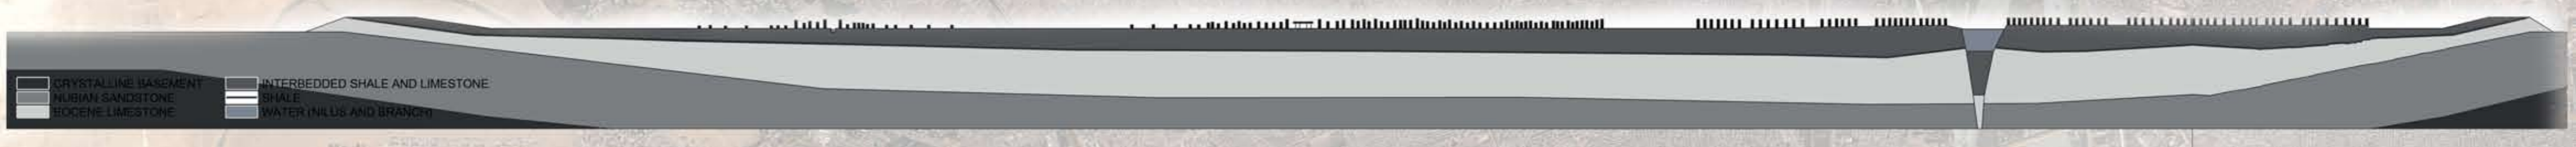 CRYSTALLINE BASEMENT
NUBIAN SANDSTONE
EOCENE LIMESTONE
INTERBEDDED SHALE AND LIMESTONE
SHALE
WATER (NILUS AND BRANCH)